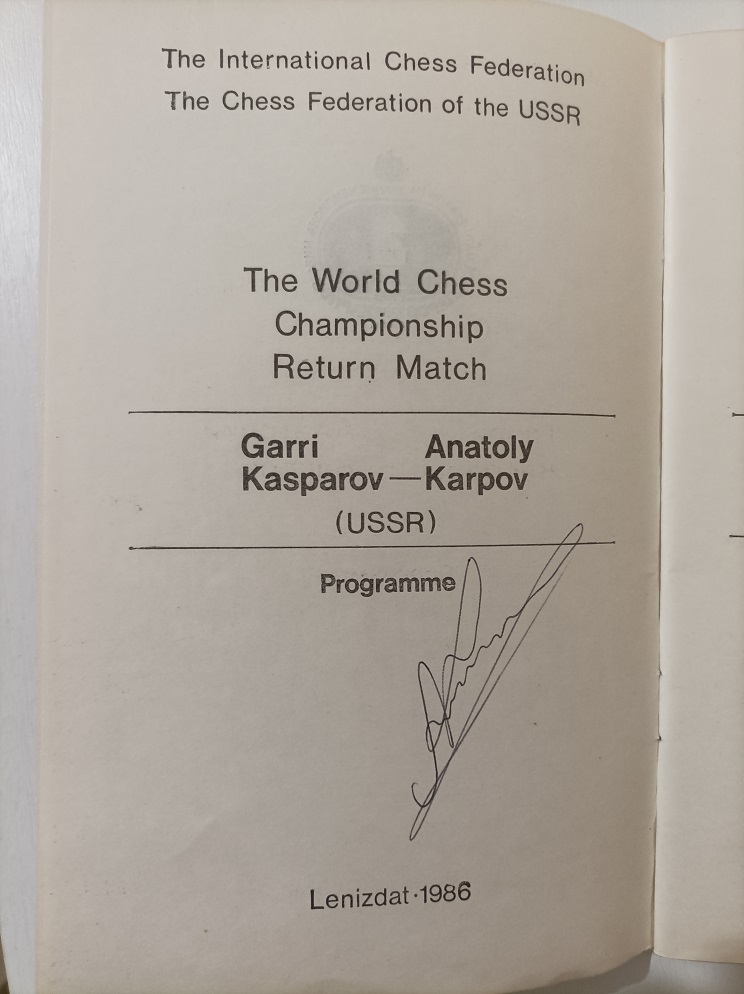 The International Chess Federation
The Chess Federation of the USSR
The World Chess
Championship
Return Match
Garri Anatoly
Kasparov — Karpov
(USSR)
Programme
Lenizdat·1986